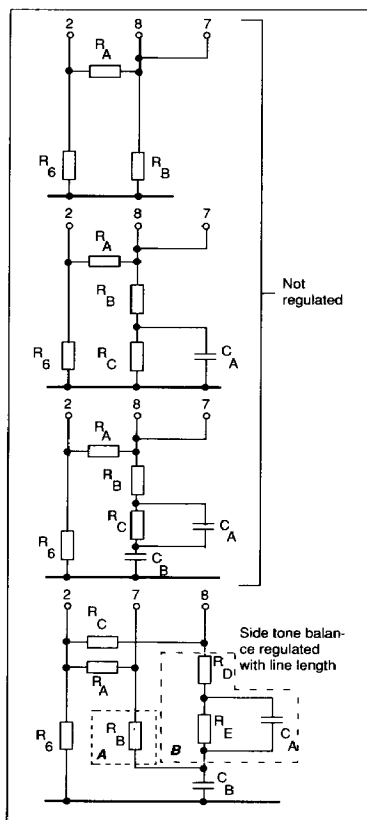 2 8 7
R A
R 6 R B
2 8 7
R A
R B
R 6 R C C A
Not
regulated
2 8 7
R A
R B
R C C A
R 6 C B
2 7 8
R C
Side tone balan-
ce regulated
with line length
R D
R A
R 6 A R B B R E C A
C B